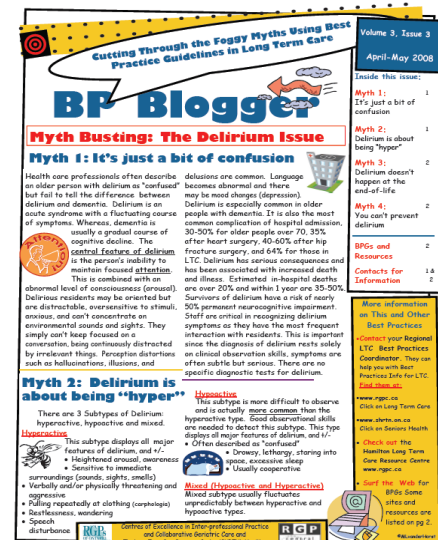 Cutting Through the Foggy Myths Using Best
Practice Guidelines in Long Term Care
Volume 3, Issue 3
April-May 2008
BP Blogger
Myth Busting: The Delirium Issue
Myth 1: It's just a bit of confusion
Health care professionals often describe
an older person with delirium as "confused"
but fail to tell the difference between
delirium and dementia. Delirium is an
acute syndrome with a fluctuating course
of symptoms. Whereas, dementia is
usually a gradual course of
cognitive decline. The
central feature of delirium
is the person's inability to
maintain focused attention.
This is combined with an
abnormal level of consciousness (arousal).
Delirious residents may be oriented but
are distractable, oversensitive to stimuli,
anxious, and can't concentrate on
environmental sounds and sights. They
simply can't keep focused on a
conversation, being continuously distracted
by irrelevant things. Perception distortions
such as hallucinations, illusions, and
Attention
delusions are common. Language
becomes abnormal and there
may be mood changes (depression).
Delirium is especially common in older
people with dementia. It is also the most
common complication of hospital admission,
30-50% for older people over 70, 35%
after heart surgery, 40-60% after hip
fracture surgery, and 64% for those in
LTC. Delirium has serious consequences and
has been associated with increased death
and illness. Estimated in-hospital deaths
are over 20% and within 1 year are 35-50%.
Survivors of delirium have a risk of nearly
50% permanent neurocognitive impairment.
Staff are critical in recognizing delirium
symptoms as they have the most frequent
interaction with residents. This is important
since the diagnosis of delirium rests solely
on clinical observation skills, symptoms are
often subtle but serious. There are no
specific diagnostic tests for delirium.
Myth 2: Delirium is
about being "hyper"
There are 3 Subtypes of Delirium:
hyperactive, hypoactive and mixed.
Hyperactive
This subtype displays all major
features of delirium, and +/-
• Heightened arousal, awareness
• Sensitive to immediate
surroundings (sounds, sights, smells)
• Verbally and/or physically threatening and
aggressive
• Pulling repeatedly at clothing (carphologia)
• Restlessness, wandering
• Speech
disturbance
Hypoactive
This subtype is more difficult to observe
and is actually more common than the
hyperactive type. Good observational skills
are needed to detect this subtype. This type
displays all major features of delirium, and +/-
• Often described as "confused"
• Drowsy, lethargy, staring into
space, excessive sleep
• Usually cooperative
Mixed (Hypoactive and Hyperactive)
Mixed subtype usually fluctuates
unpredictably between hyperactive and
hypoactive types.
Centres of Excellence in Inter-professional Practice
and Collaborative Geriatric Care and
RGPs
RGP
Inside this issue:
Myth 1: 1
It's just a bit of
confusion
Myth 2: 1
Delirium is about
being "hyper"
Myth 3: 2
Delirium doesn't
happen at the
end-of-life
Myth 4: 2
You can't prevent
delirium
BPGs and 2
Resources
Contacts for 1 &
Information 2
More information
on This and Other
Best Practices
•Contact your Regional
LTC Best Practices
Coordinator. They can
help you with Best
Practices Info for LTC.
Find them at:
•www.rgpc.ca
Click on Long Term Care
•www.shrtn.on.ca
Click on Seniors Health
• Check out the
Hamilton Long Term
Care Resource Centre
www.rgpc.ca
• Surf the Web for
BPGs Some
sites and
resources are
listed on pg 2.